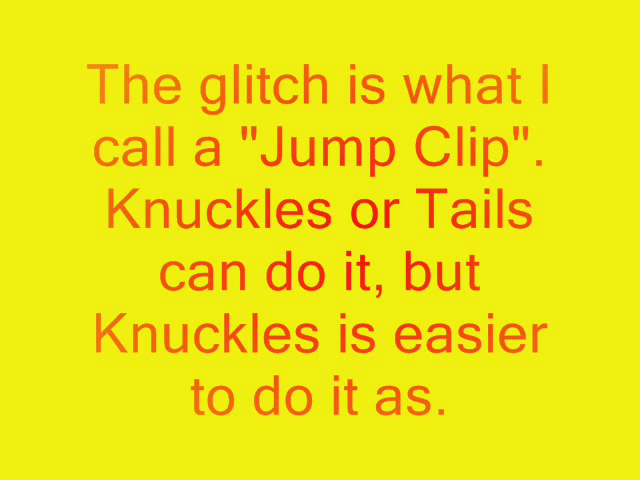 The glitch is what I
call a "Jump Clip".
Knuckles or Tails
can do it, but
Knuckles is easier
to do it as.